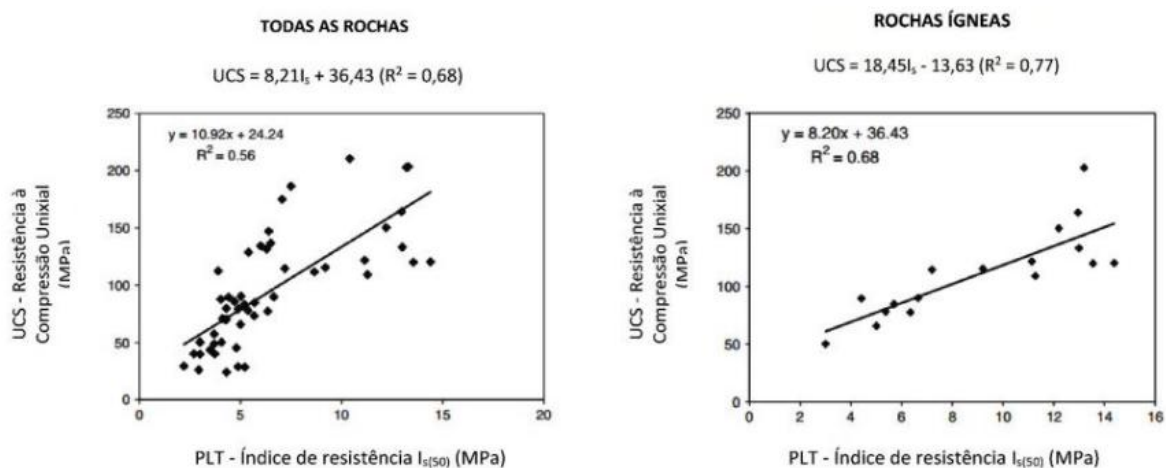 TODAS AS ROCHAS
UCS = 8,21Iₛ + 36,43 (R² = 0,68)
y = 10.92x + 24.24
R² = 0.56
250
200
150
100
50
0
0 5 10 15 20
UCS - Resistência à
Compressão Unixial
(MPa)
PLT - Índice de resistência Iₛ₍₅₀₎ (MPa)
ROCHAS ÍGNEAS
UCS = 18,45Iₛ - 13,63 (R² = 0,77)
y = 8.20x + 36.43
R² = 0.68
250
200
150
100
50
0
0 2 4 6 8 10 12 14 16
UCS - Resistência à
Compressão Unixial
(MPa)
PLT - Índice de resistência Iₛ₍₅₀₎ (MPa)